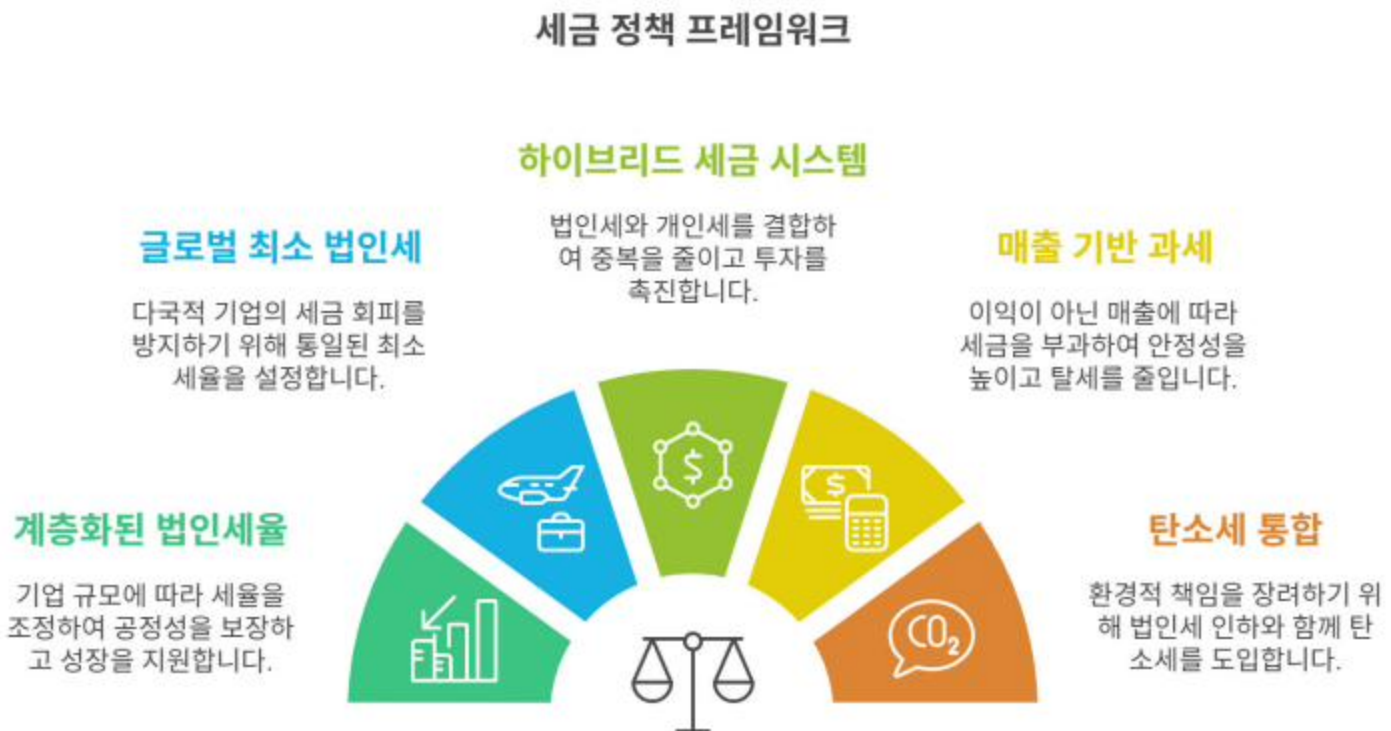 세금 정책 프레임워크
하이브리드 세금 시스템
법인세와 개인세를 결합하
여 중복을 줄이고 투자를
촉진합니다.
글로벌 최소 법인세
다국적 기업의 세금 회피를
방지하기 위해 통일된 최소
세율을 설정합니다.
매출 기반 과세
이익이 아닌 매출에 따라
세금을 부과하여 안정성을
높이고 탈세를 줄입니다.
계층화된 법인세율
기업 규모에 따라 세율을
조정하여 공정성을 보장하
고 성장을 지원합니다.
탄소세 통합
환경적 책임을 장려하기 위
해 법인세 인하와 함께 탄
소세를 도입합니다.
$
$
CO₂